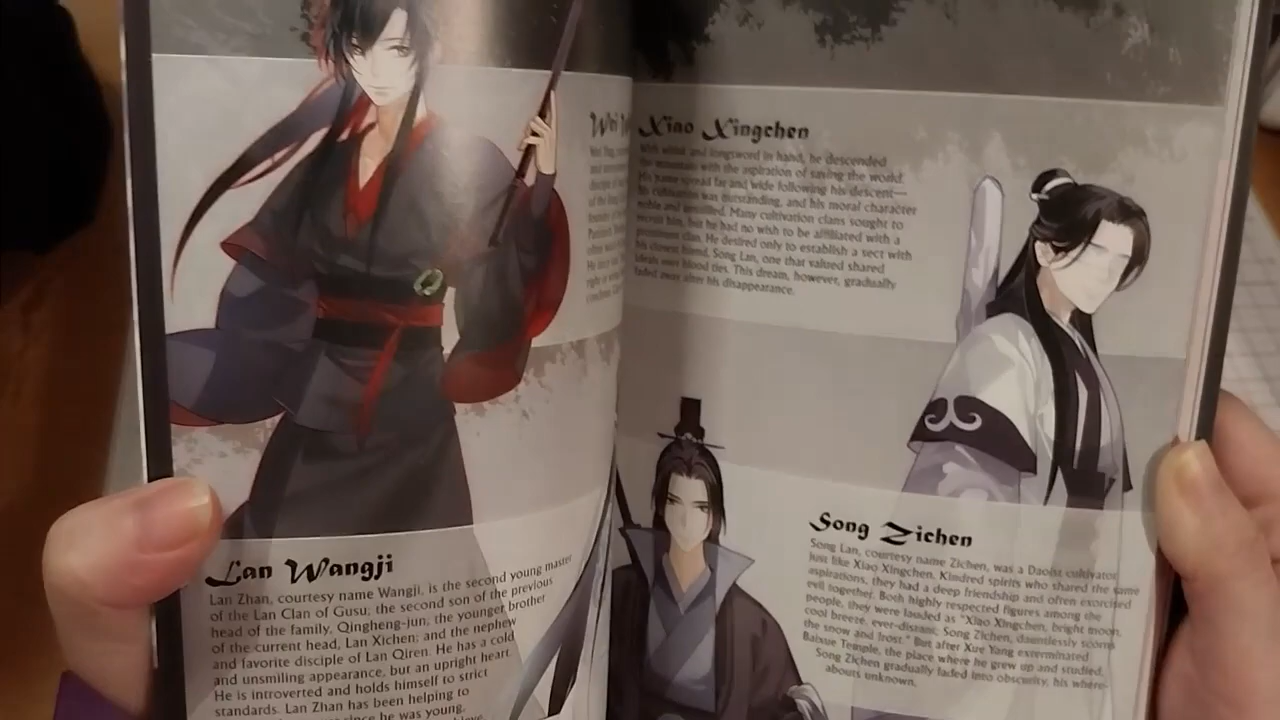 Lan Wangji
Lan Zhan, courtesy name Wangji, is the second young master
of the Lan Clan of Gusu; the second son of the previous
head of the family, Qingheng-jun; the younger brother
of the current head, Lan Xichen; and the nephew
and favorite disciple of Lan Qiren. He has a cold
and unsmiling appearance, but an upright heart.
He is introverted and holds himself to strict
standards. Lan Zhan has been helping to
since he was young.
Xiao Xingchen
With whisk and longsword in hand, he descended
the mountain with the aspiration of saving the world.
His name spread far and wide following his descent—
his cultivation was outstanding, and his moral character
noble and unsullied. Many cultivation clans sought to
recruit him, but he had no wish to be affiliated with a
prominent clan. He desired only to establish a sect with
his closest friend, Song Lan, one that valued shared
ideals over blood ties. This dream, however, gradually
faded away after his disappearance.
Song Zichen
Song Lan, courtesy name Zichen, was a Daoist cultivator
just like Xiao Xingchen. Kindred spirits who shared the same
aspirations, they had a deep friendship and often exorcised
evil together. Both highly respected figures among the
people, they were lauded as "Xiao Xingchen, bright moon,
cool breeze, ever-distant; Song Zichen, dauntlessly scorns
the snow and frost." But after Xue Yang exterminated
Baixue Temple, the place where he grew up and studied,
Song Zichen gradually faded into obscurity, his where-
abouts unknown.